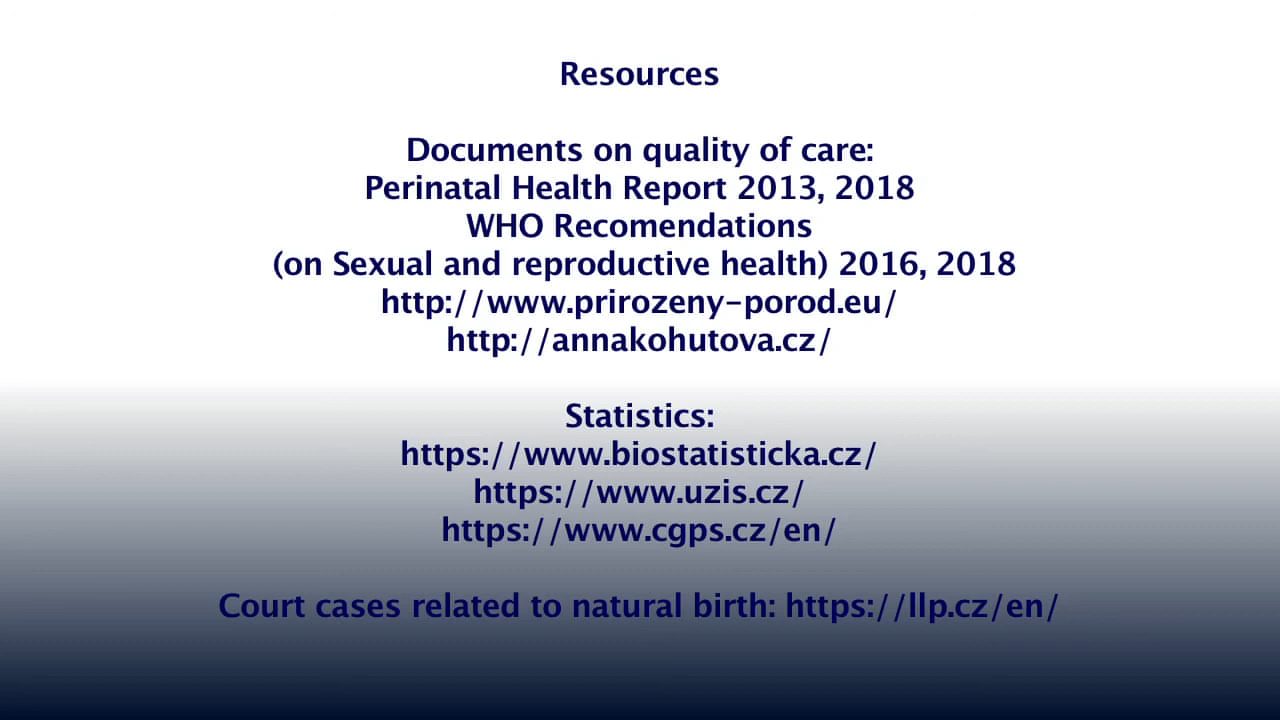 Resources
Documents on quality of care:
Perinatal Health Report 2013, 2018
WHO Recomendations
(on Sexual and reproductive health) 2016, 2018
http://www.prirozeny-porod.eu/
http://annakohutova.cz/
Statistics:
https://www.biostatisticka.cz/
https://www.uzis.cz/
https://www.cgps.cz/en/
Court cases related to natural birth: https://llp.cz/en/